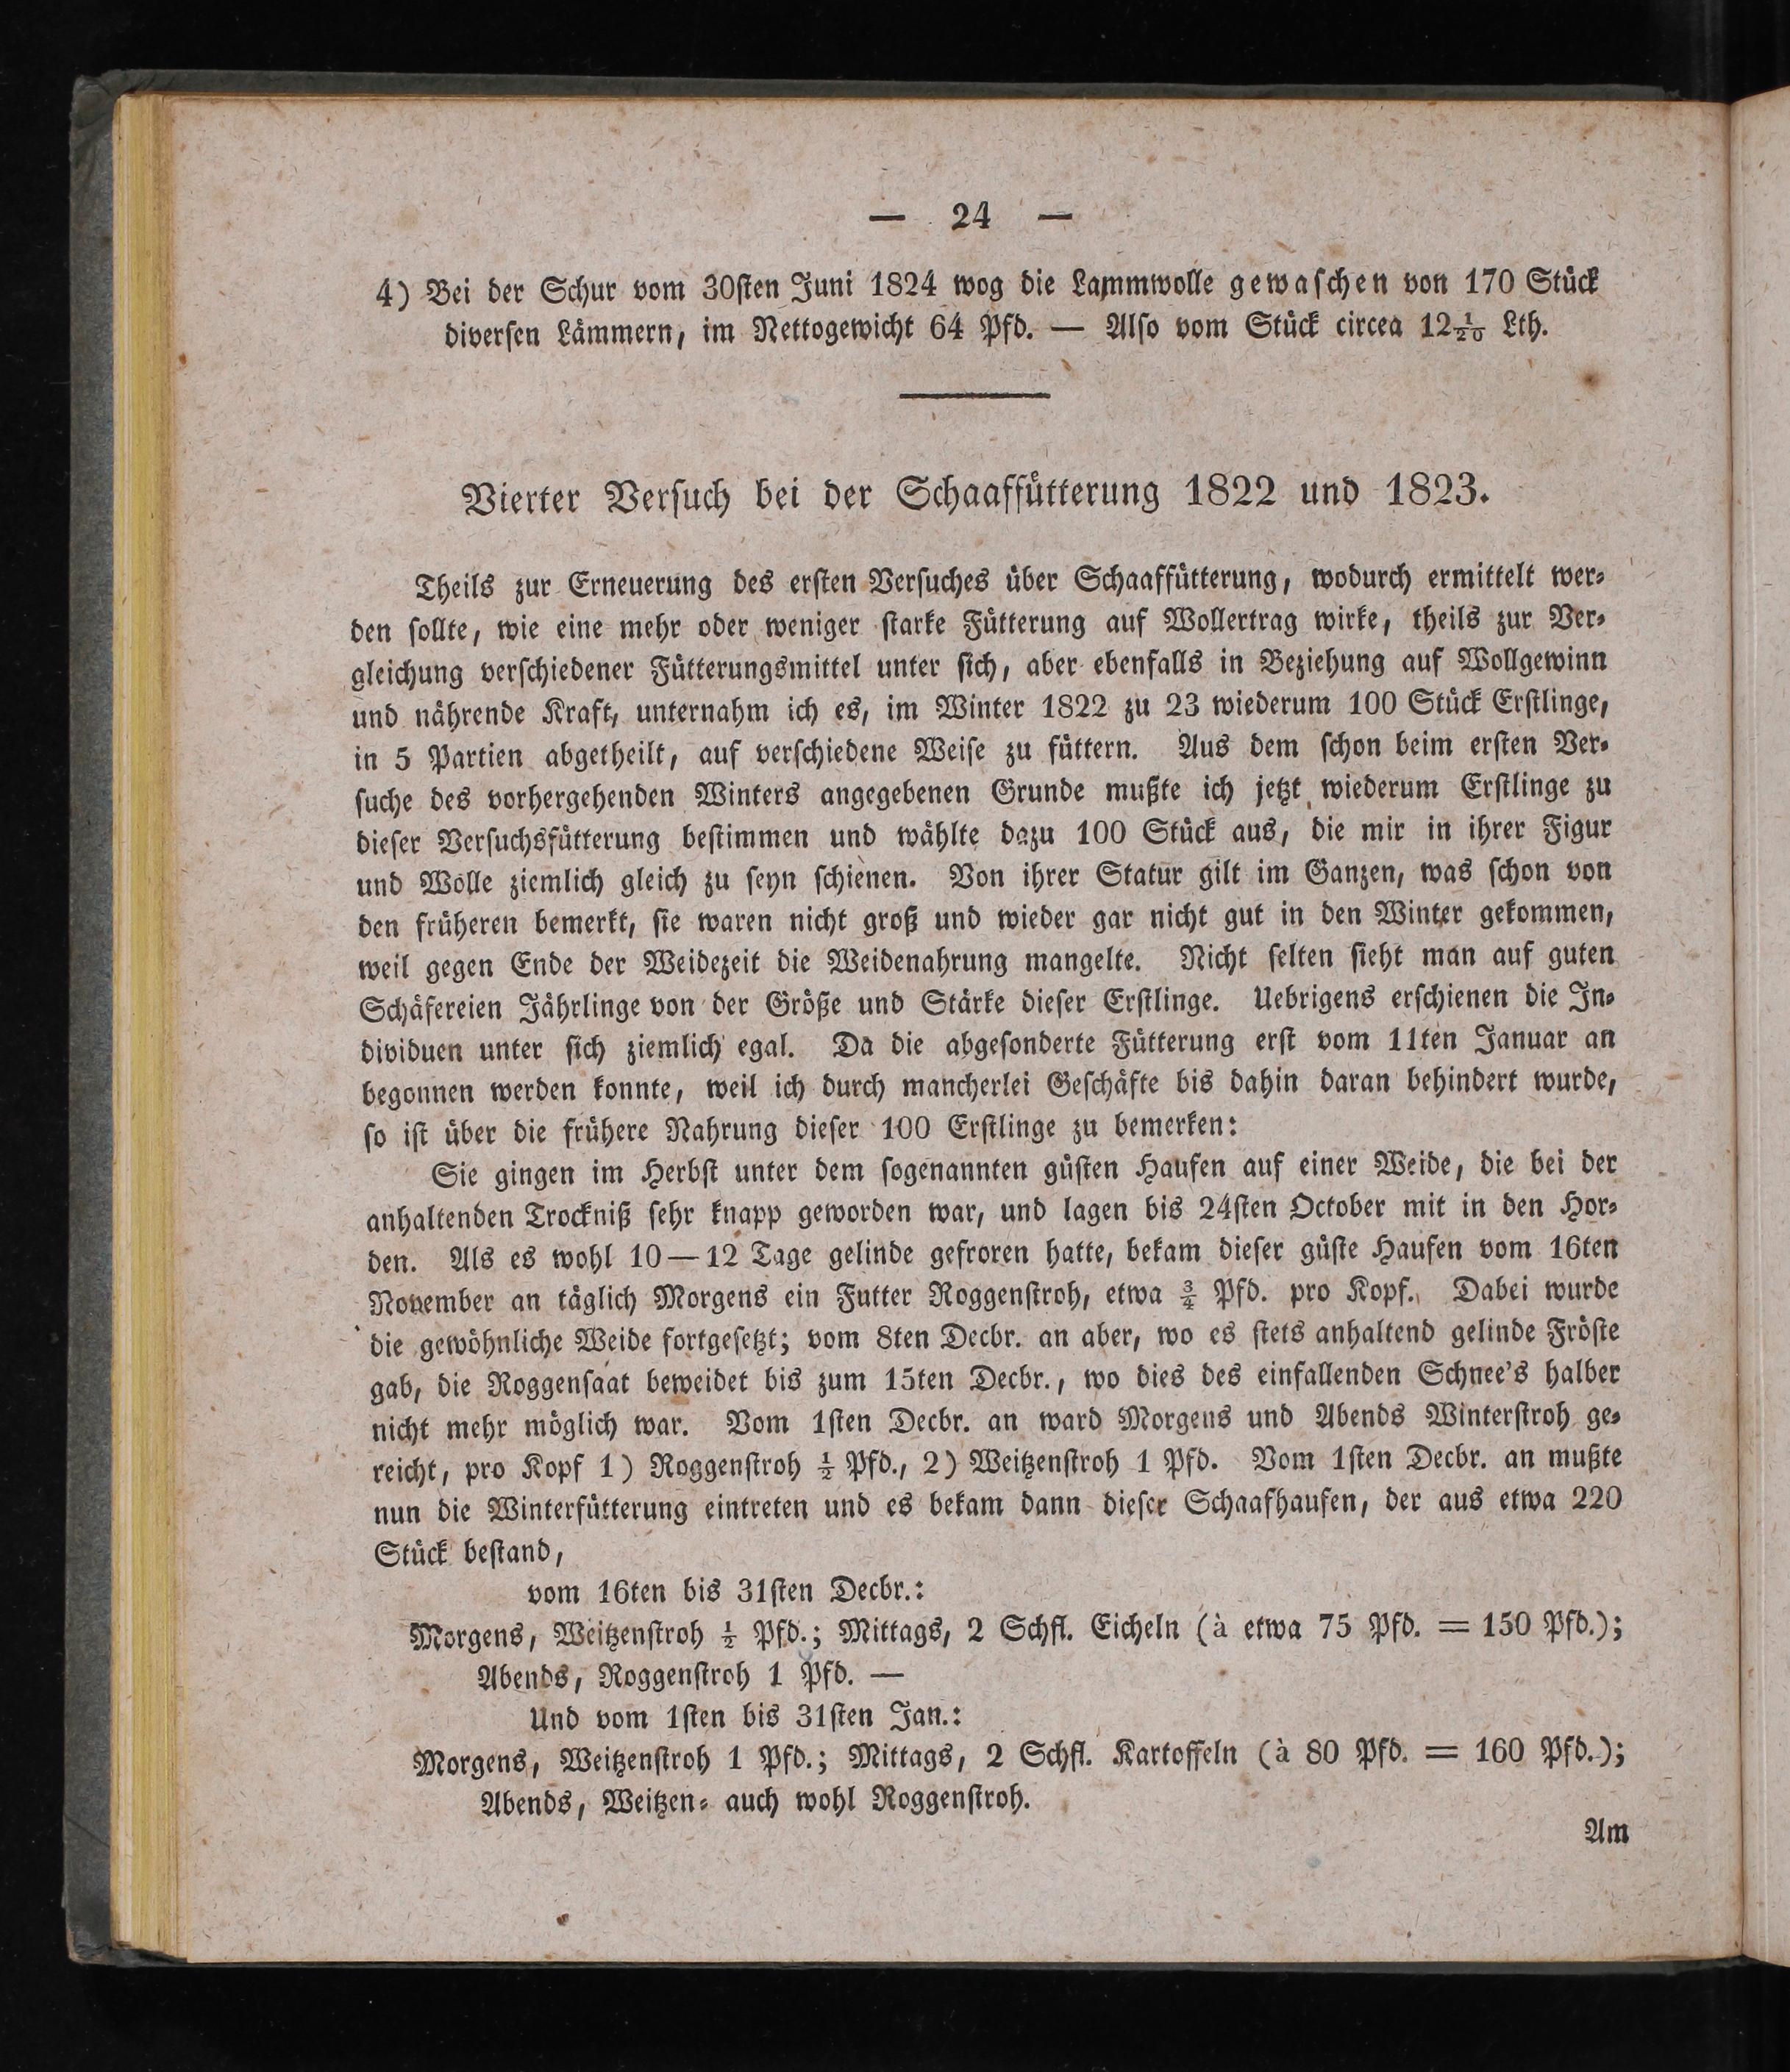 — 24 —
4) Bei der Schur vom 30ſten Juni 1824 wog die Lammwolle gewaſchen von 170 Stück
diverſen Lämmern, im Nettogewicht 64 Pfd. — Alſo vom Stück circea 12 1/20 Lth.
Vierter Verſuch bei der Schaaffütterung 1822 und 1823.
Theils zur Erneuerung des erſten Verſuches über Schaaffütterung, wodurch ermittelt wer⸗
den ſollte, wie eine mehr oder weniger ſtarke Fütterung auf Wollertrag wirke, theils zur Ver⸗
gleichung verſchiedener Fütterungsmittel unter ſich, aber ebenfalls in Beziehung auf Wollgewinn
und nährende Kraft, unternahm ich es, im Winter 1822 zu 23 wiederum 100 Stück Erſtlinge,
in 5 Partien abgetheilt, auf verſchiedene Weiſe zu füttern. Aus dem ſchon beim erſten Ver⸗
ſuche des vorhergehenden Winters angegebenen Grunde mußte ich jetzt wiederum Erſtlinge zu
dieſer Verſuchsfütterung beſtimmen und wählte dazu 100 Stück aus, die mir in ihrer Figur
und Wolle ziemlich gleich zu ſeyn ſchienen. Von ihrer Statur gilt im Ganzen, was ſchon von
den früheren bemerkt, ſie waren nicht groß und wieder gar nicht gut in den Winter gekommen,
weil gegen Ende der Weidezeit die Weidenahrung mangelte. Nicht ſelten ſieht man auf guten
Schäfereien Jährlinge von der Größe und Stärke dieſer Erſtlinge. Uebrigens erſchienen die In⸗
dividuen unter ſich ziemlich egal. Da die abgeſonderte Fütterung erſt vom 11ten Januar an
begonnen werden konnte, weil ich durch mancherlei Geſchäfte bis dahin daran behindert wurde,
ſo iſt über die frühere Nahrung dieſer 100 Erſtlinge zu bemerken:
Sie gingen im Herbſt unter dem ſogenannten güſten Haufen auf einer Weide, die bei der
anhaltenden Trockniß ſehr knapp geworden war, und lagen bis 24ſten October mit in den Hor⸗
den. Als es wohl 10—12 Tage gelinde gefroren hatte, bekam dieſer güſte Haufen vom 16ten
November an täglich Morgens ein Futter Roggenſtroh, etwa ¾ Pfd. pro Kopf. Dabei wurde
die gewöhnliche Weide fortgeſetzt; vom 8ten Decbr. an aber, wo es ſtets anhaltend gelinde Fröſte
gab, die Roggenſaat beweidet bis zum 15ten Decbr., wo dies des einfallenden Schnee's halber
nicht mehr möglich war. Vom 1ſten Decbr. an ward Morgens und Abends Winterſtroh ge⸗
reicht, pro Kopf 1) Roggenſtroh ½ Pfd., 2) Weitzenſtroh 1 Pfd. Vom 1ſten Decbr. an mußte
nun die Winterfütterung eintreten und es bekam dann dieſer Schaafhaufen, der aus etwa 220
Stück beſtand,
vom 16ten bis 31ſten Decbr.:
Morgens, Weitzenſtroh ½ Pfd.; Mittags, 2 Schfl. Eicheln (à etwa 75 Pfd. = 150 Pfd.);
Abends, Roggenſtroh 1 Pfd. —
Und vom 1ſten bis 31ſten Jan.:
Morgens, Weitzenſtroh 1 Pfd.; Mittags, 2 Schfl. Kartoffeln (à 80 Pfd. = 160 Pfd.);
Abends, Weitzen⸗ auch wohl Roggenſtroh.
Am